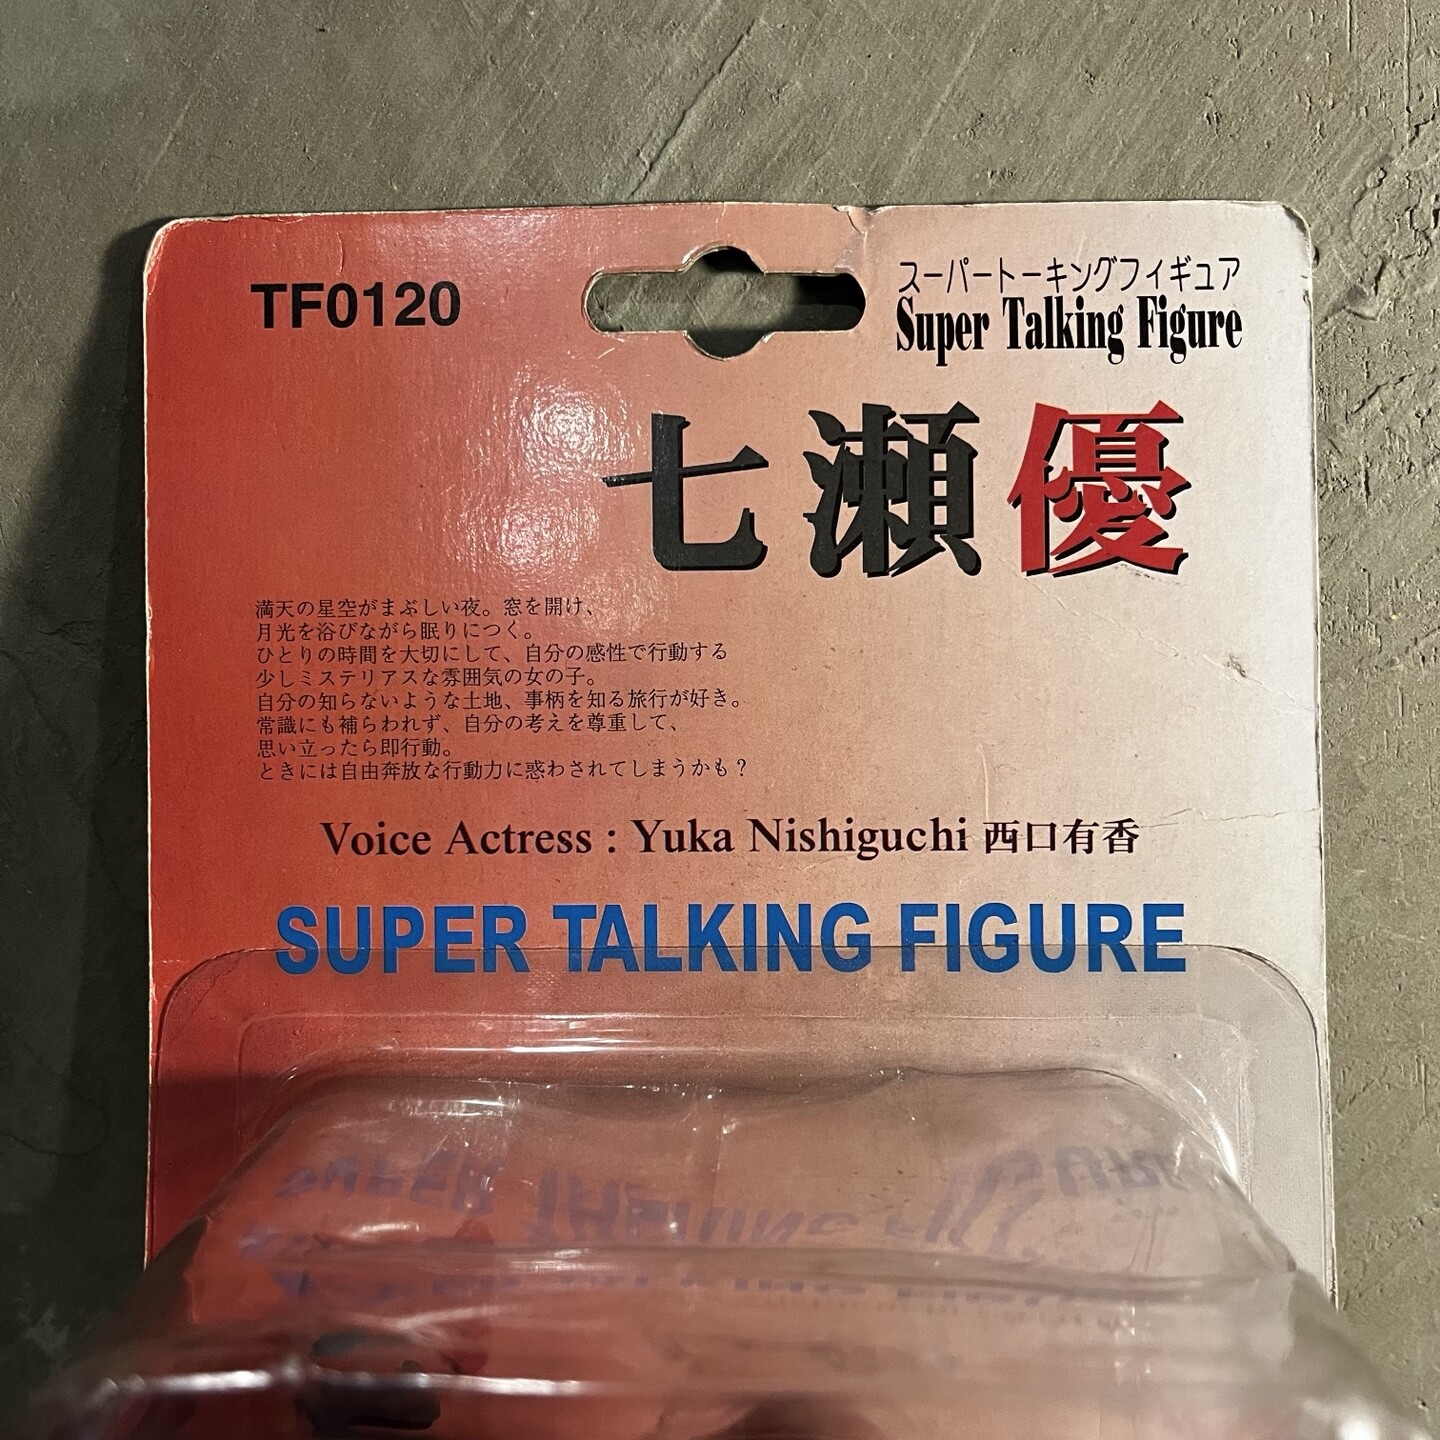 TF0120
スーパートーキングフィギュア
Super Talking Figure
七瀬優
満天の星空がまぶしい夜。窓を開け、
月光を浴びながら眠りにつく。
ひとりの時間を大切にして、自分の感性で行動する
少しミステリアスな雰囲気の女の子。
自分の知らないような土地、事柄を知る旅行が好き。
常識にも補らわれず、自分の考えを尊重して、
思い立ったら即行動。
ときには自由奔放な行動力に惑わされてしまうかも？
Voice Actress : Yuka Nishiguchi 西口有香
SUPER TALKING FIGURE